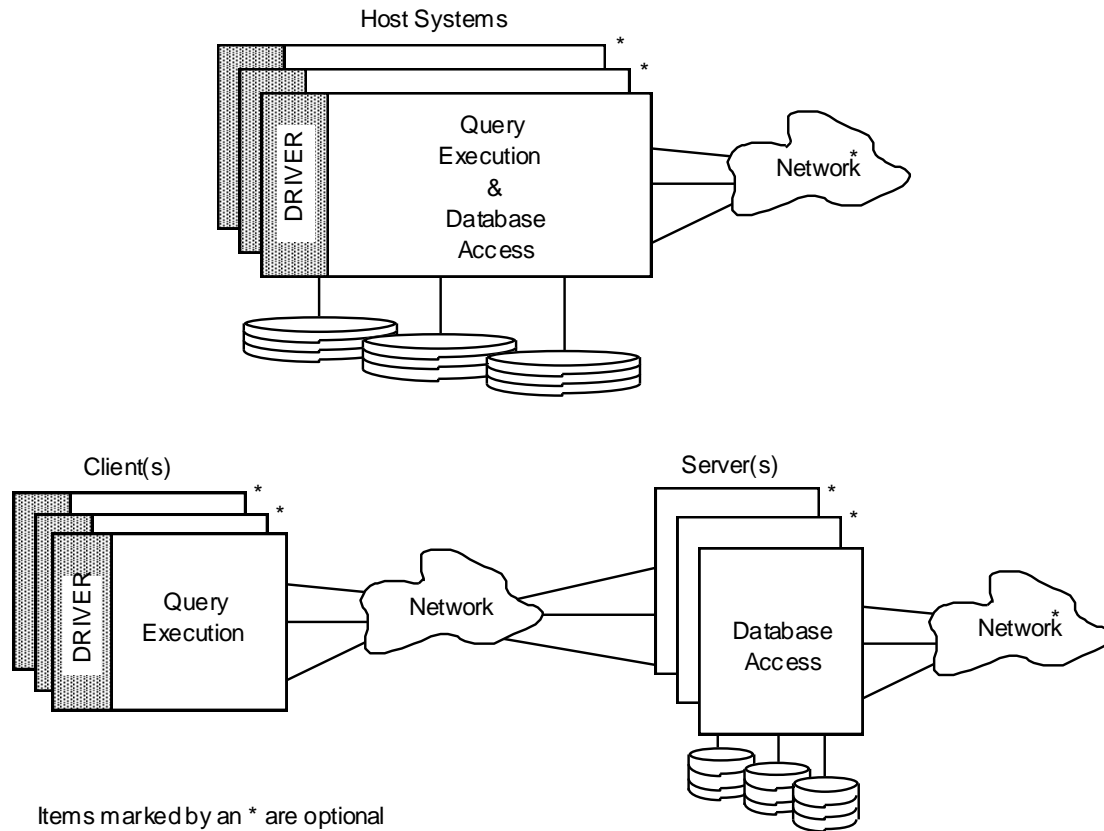 Host Systems
*
*
DRIVER
Query
Execution
&
Database
Access
Network*
Client(s)
*
*
DRIVER
Query
Execution
Network
Server(s)
*
*
Database
Access
Network*
Items marked by an * are optional